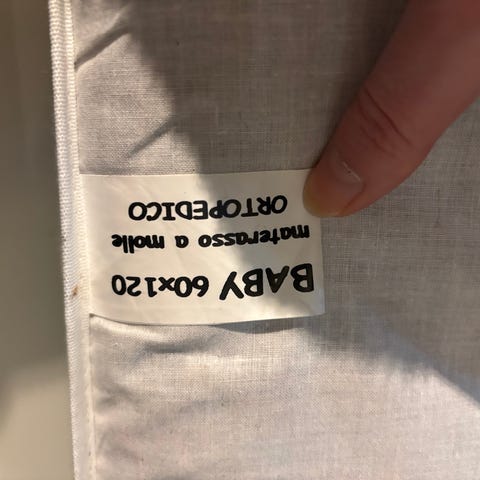 BABY 60x120
materasso a molle
ORTOPEDICO